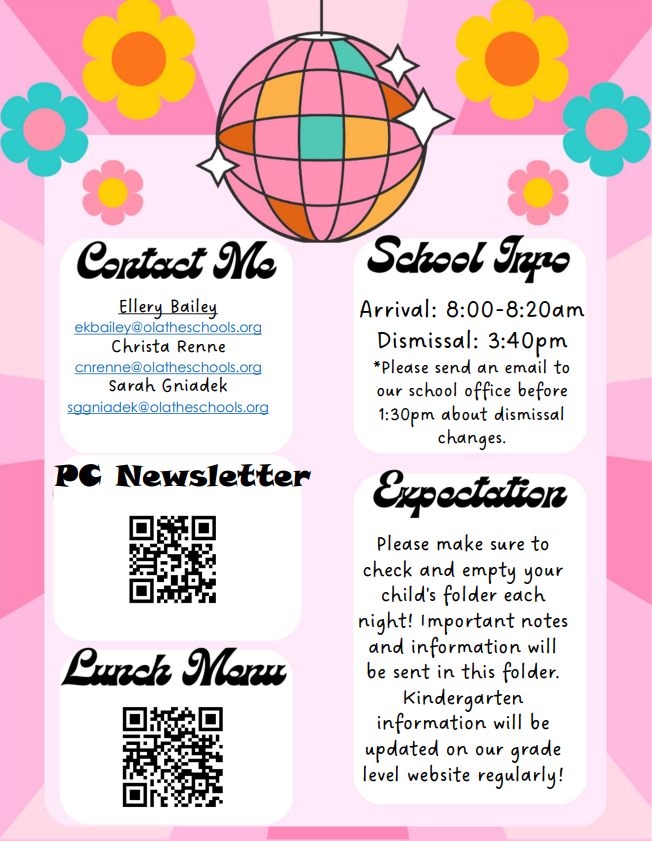 Contact Me
Ellery Bailey
ekbailey@olatheschools.org
Christa Renne
cnrenne@olatheschools.org
Sarah Gniadek
sggniadek@olatheschools.org
PC Newsletter
Lunch Menu
School Info
Arrival: 8:00-8:20am
Dismissal: 3:40pm
*Please send an email to
our school office before
1:30pm about dismissal
changes.
Expectation
Please make sure to
check and empty your
child's folder each
night! Important notes
and information will
be sent in this folder.
Kindergarten
information will be
updated on our grade
level website regularly!